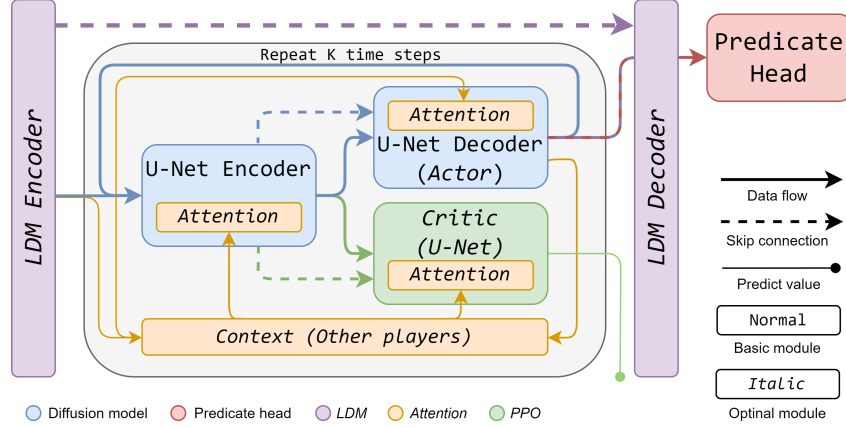 LDM Encoder
Repeat K time steps
U-Net Encoder
Attention
Attention
U-Net Decoder
(Actor)
Critic
(U-Net)
Attention
Context (Other players)
LDM Decoder
Predicate
Head
Data flow
Skip connection
Predict value
Normal
Basic module
Italic
Optinal module
Diffusion model
Predicate head
LDM
Attention
PPO